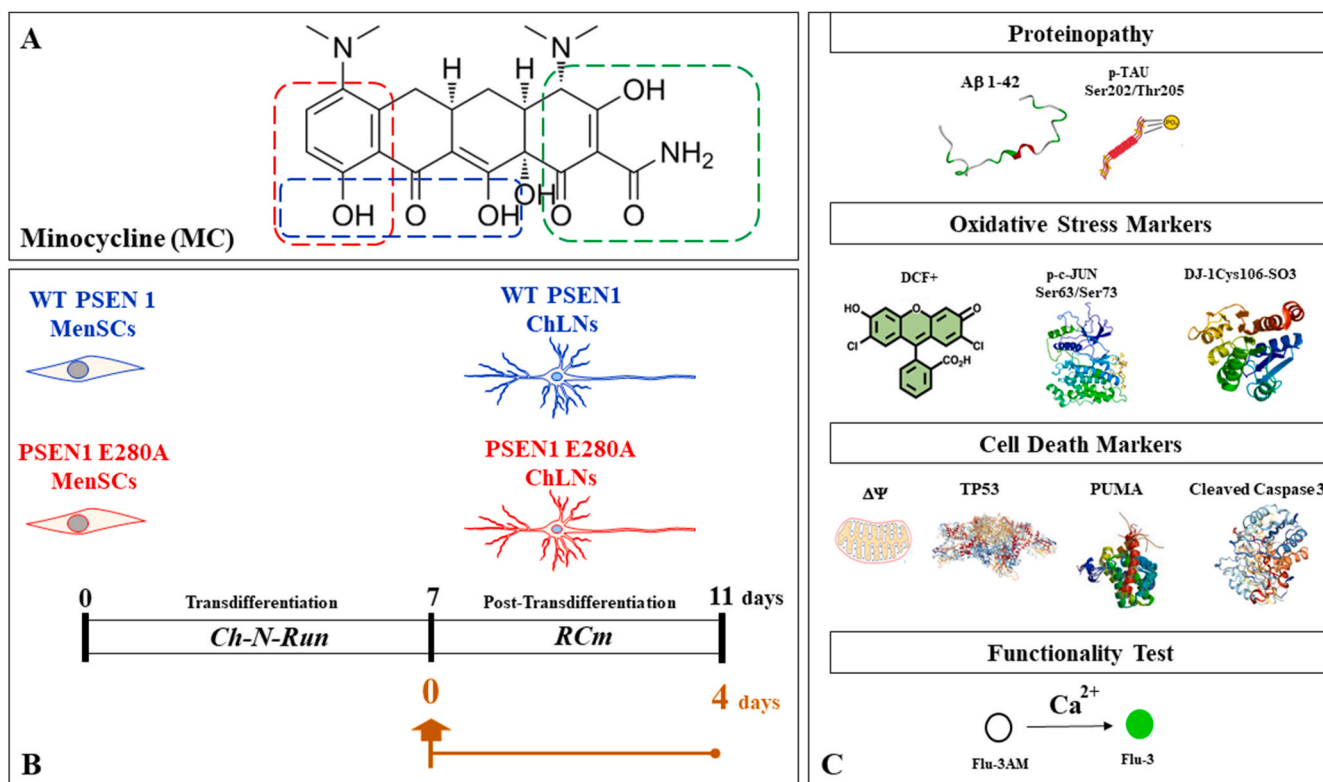 A
N
H
H
N
OH
NH2
OH
OH
O
OH
O
O
Minocycline (MC)
WT PSEN 1
MenSCs
WT PSEN1
ChLNs
PSEN1 E280A
MenSCs
PSEN1 E280A
ChLNs
0
Transdifferentiation
7
Post-Transdifferentiation
11 days
Ch-N-Run
RCm
0
4 days
B
Proteinopathy
Aβ 1-42
p-TAU
Ser202/Thr205
PO4
Oxidative Stress Markers
DCF+
p-c-JUN
Ser63/Ser73
DJ-1Cys106-SO3
HO
O
O
Cl
Cl
CO2H
Cell Death Markers
ΔΨ
TP53
PUMA
Cleaved Caspase3
Functionality Test
Ca2+
Flu-3AM
Flu-3
C